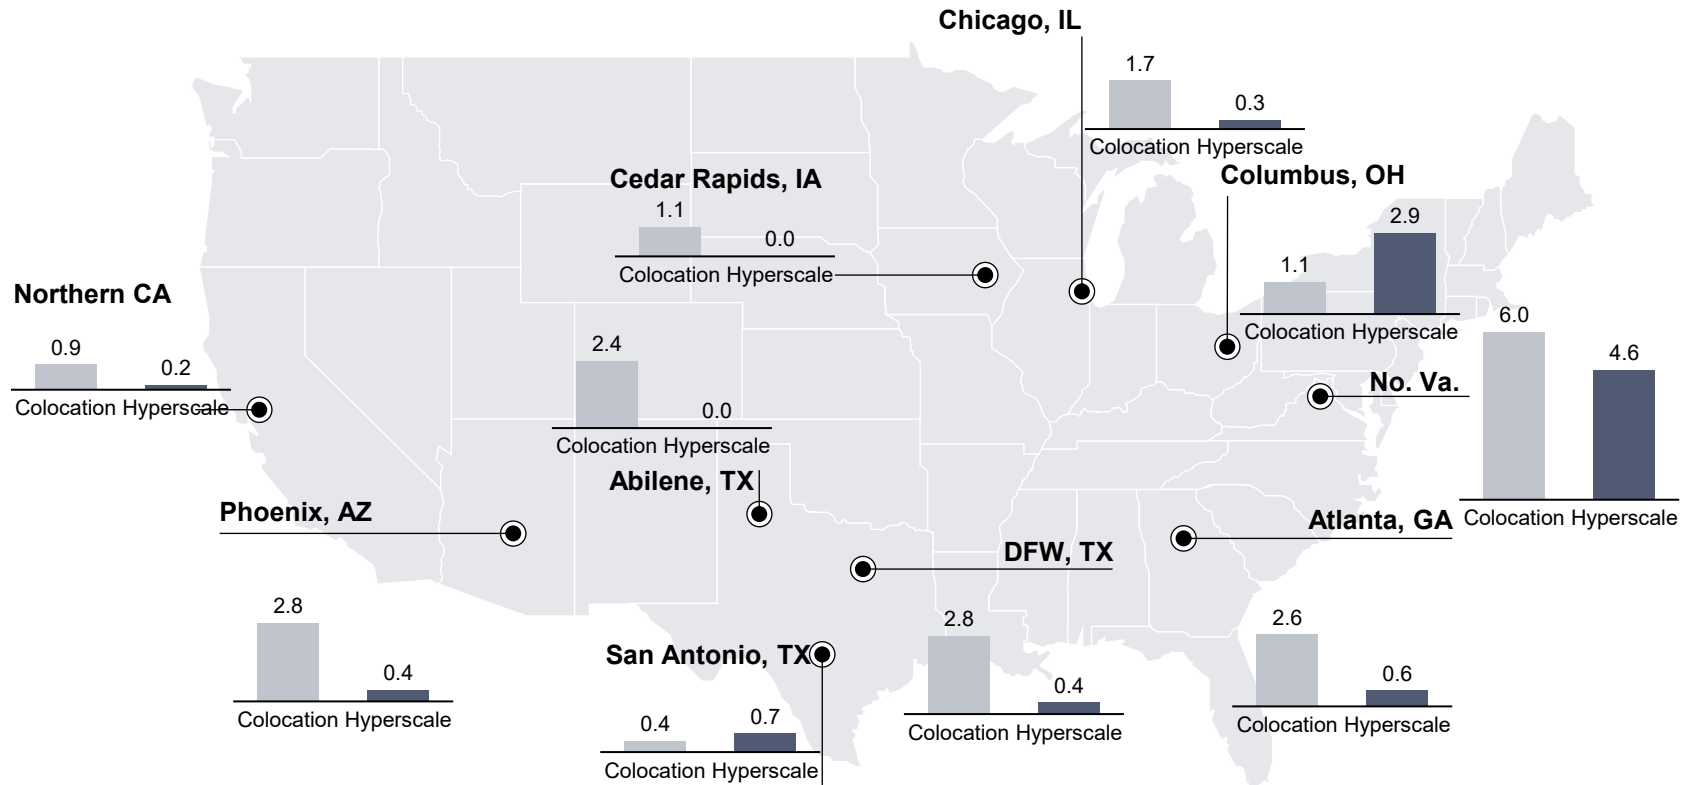 Chicago, IL
1.7
0.3
Colocation Hyperscale
Cedar Rapids, IA
1.1
0.0
Colocation Hyperscale
Columbus, OH
1.1
2.9
Colocation Hyperscale
Northern CA
0.9
0.2
Colocation Hyperscale
2.4
0.0
Colocation Hyperscale
Abilene, TX
No. Va.
6.0
4.6
Colocation Hyperscale
Phoenix, AZ
2.8
0.4
Colocation Hyperscale
San Antonio, TX
0.4
0.7
Colocation Hyperscale
DFW, TX
2.8
0.4
Colocation Hyperscale
Atlanta, GA
2.6
0.6
Colocation Hyperscale